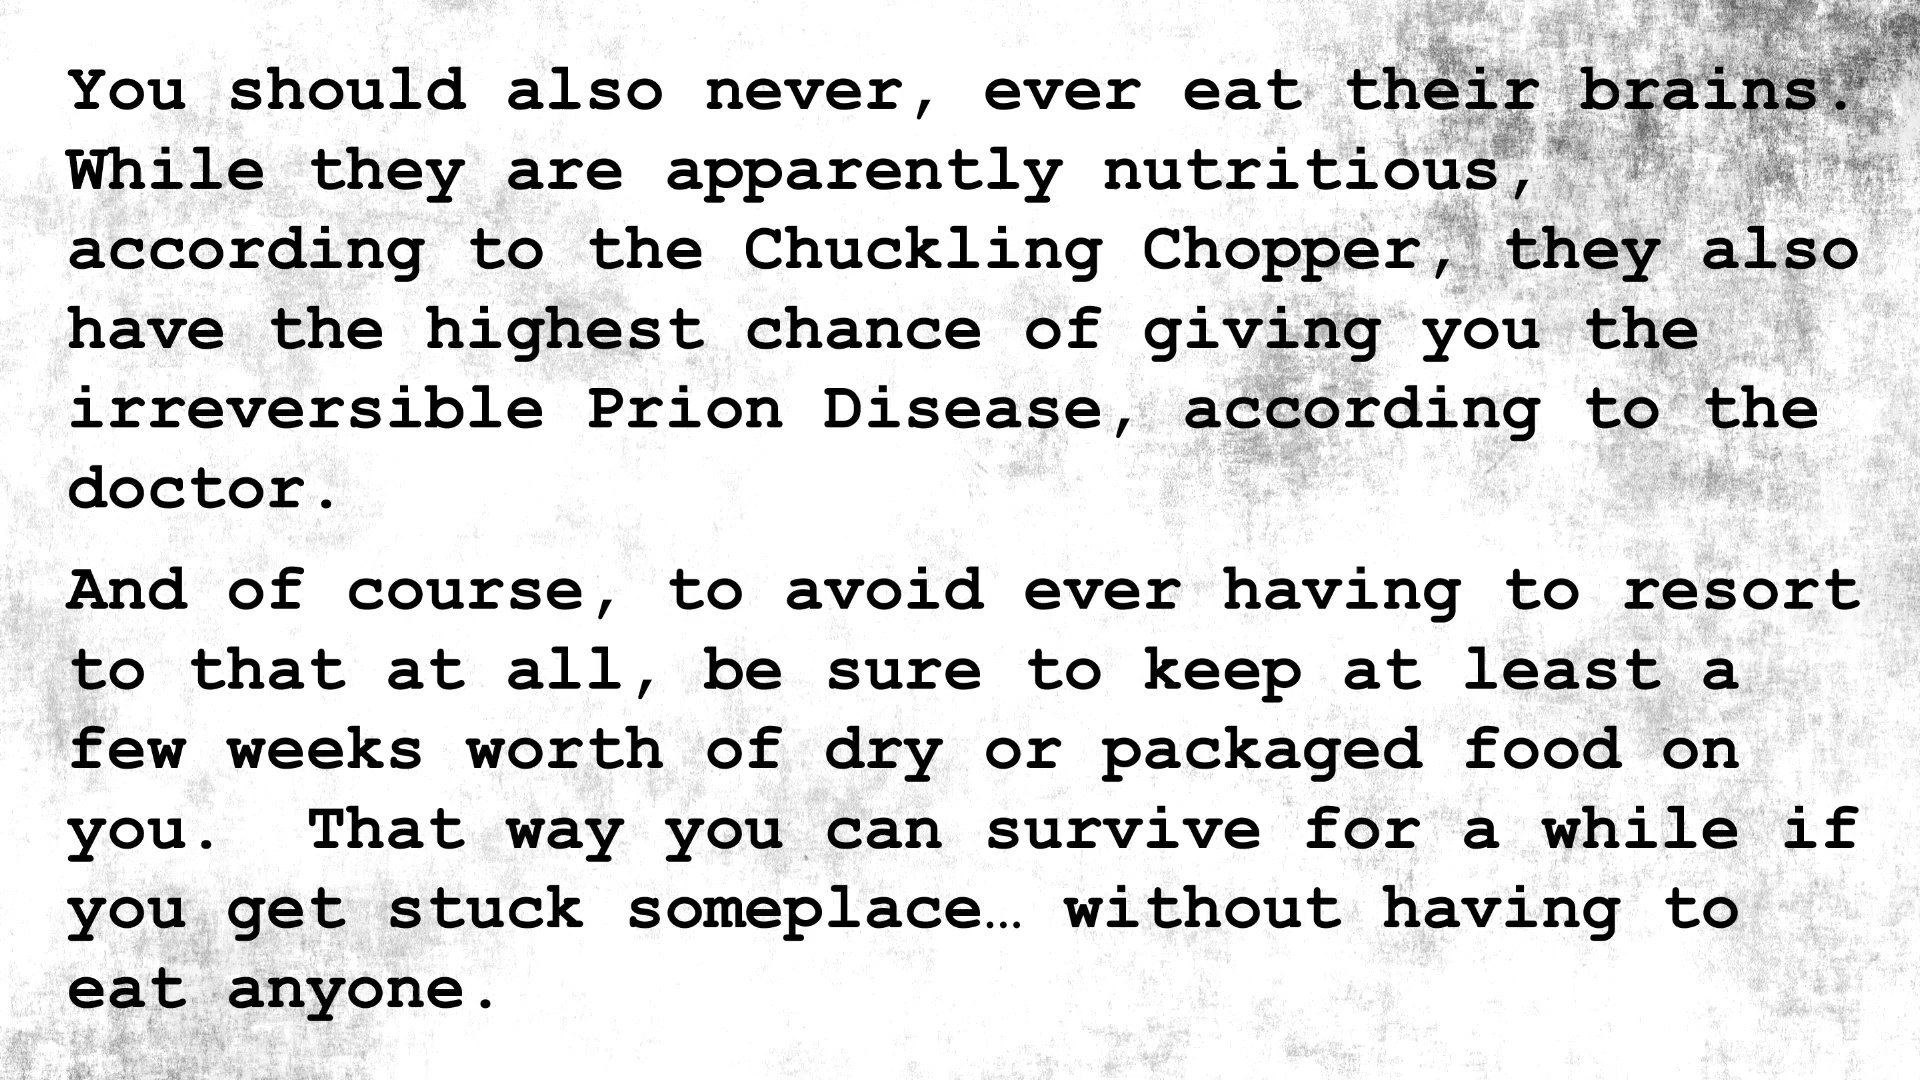 You should also never, ever eat their brains.
While they are apparently nutritious,
according to the Chuckling Chopper, they also
have the highest chance of giving you the
irreversible Prion Disease, according to the
doctor.
And of course, to avoid ever having to resort
to that at all, be sure to keep at least a
few weeks worth of dry or packaged food on
you.  That way you can survive for a while if
you get stuck someplace… without having to
eat anyone.